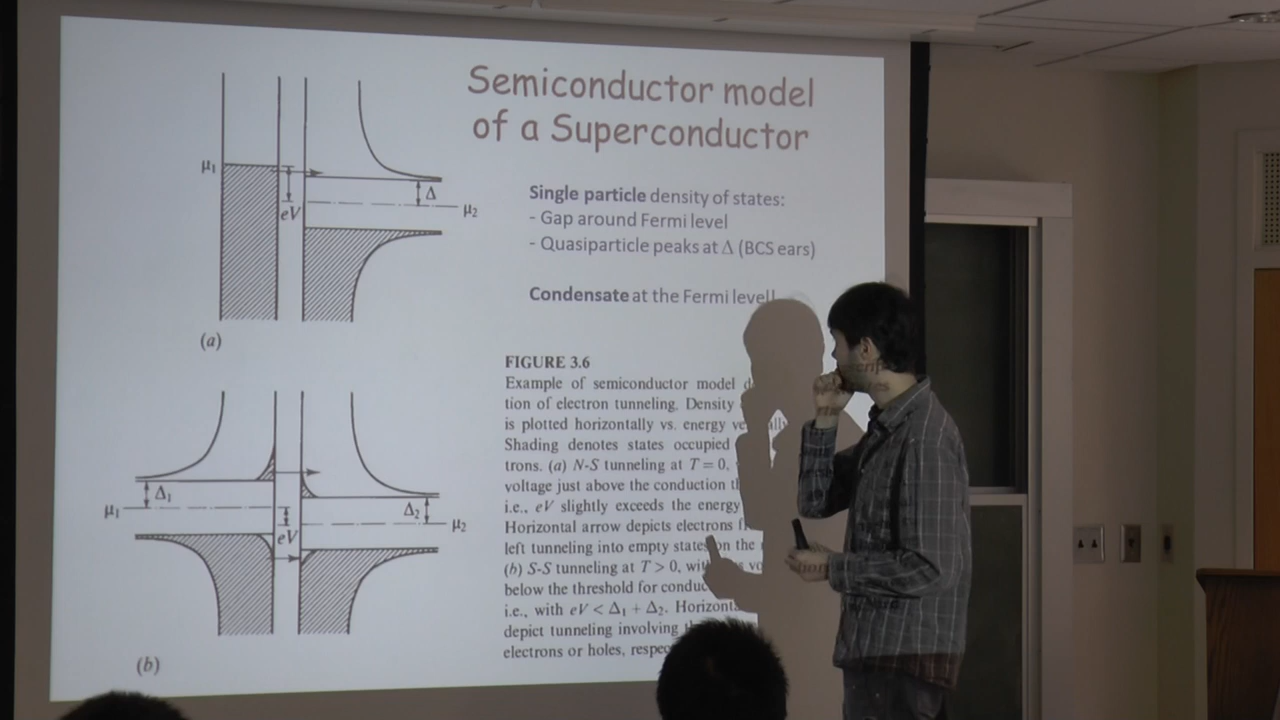 Semiconductor model
of a Superconductor
μ₁
eV
Δ
μ₂
Single particle density of states:
- Gap around Fermi level
- Quasiparticle peaks at Δ (BCS ears)
Condensate at the Fermi level!
(a)
FIGURE 3.6
Example of semiconductor model
tion of electron tunneling. Density
is plotted horizontally vs. energy
Shading denotes states occupied
trons. (a) N-S tunneling at T = 0,
voltage just above the conduction
i.e., eV slightly exceeds the energy
Horizontal arrow depicts electrons
left tunneling into empty states on the
(b) S-S tunneling at T > 0,
below the threshold for
i.e., with eV < Δ₁ + Δ₂.
depict tunneling involving
electrons or holes,
Δ₁
μ₁
eV
Δ₂
μ₂
(b)